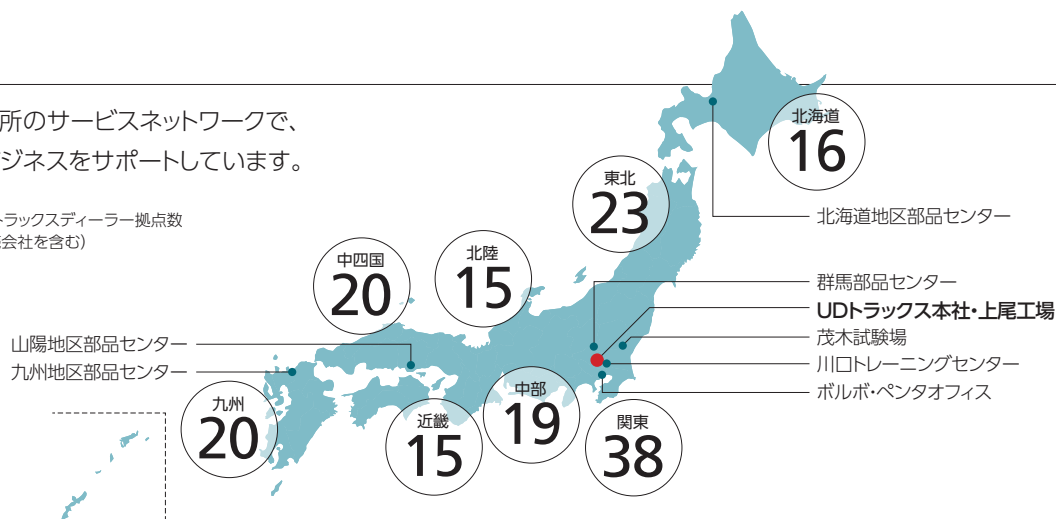 所のサービスネットワークで、
ジネスをサポートしています。
トラックスディーラー拠点数
会社を含む)
北海道
16
東北
23
北陸
15
中四国
20
九州
20
近畿
15
中部
19
関東
38
北海道地区部品センター
群馬部品センター
UDトラックス本社・上尾工場
茂木試験場
川口トレーニングセンター
ボルボ・ペンタオフィス
山陽地区部品センター
九州地区部品センター